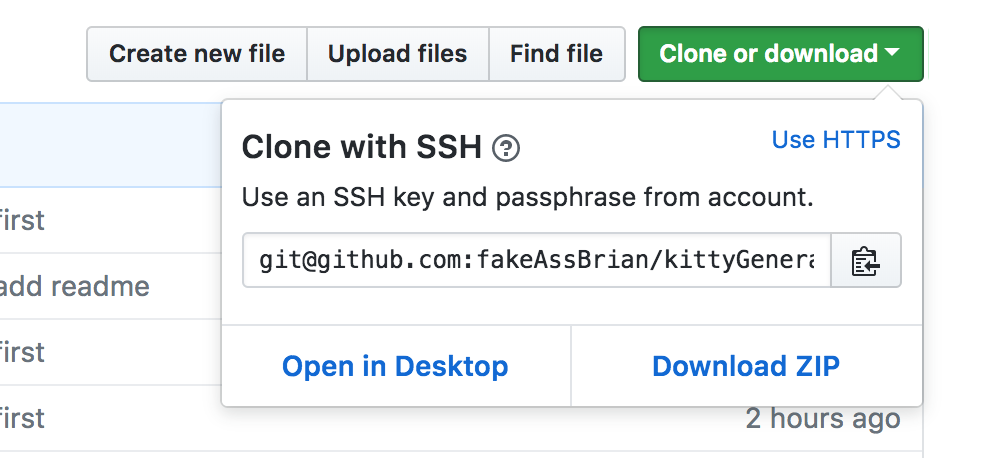 Create new file Upload files Find file Clone or download
Clone with SSH ? Use HTTPS
Use an SSH key and passphrase from account.
git@github.com:fakeAssBrian/kittyGenera
first
add readme
first
Open in Desktop Download ZIP
first 2 hours ago